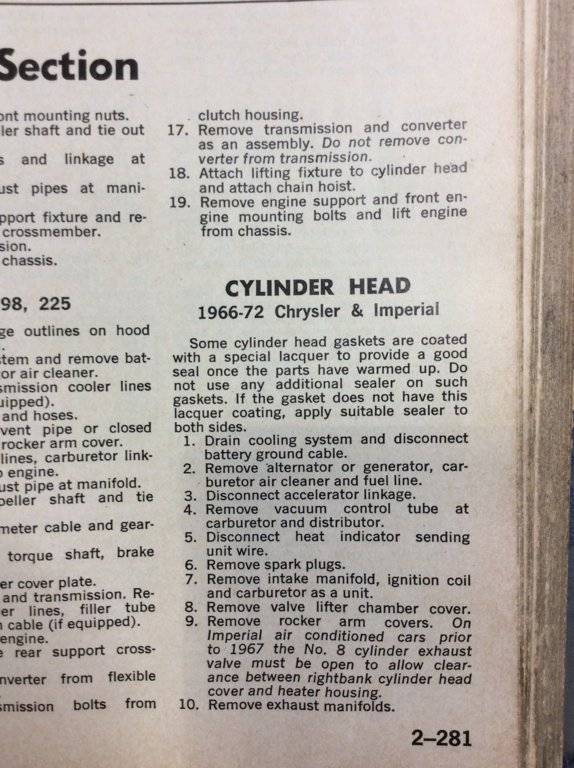 Section
ont mounting nuts.
ler shaft and tie out
s and linkage at
ust pipes at mani-
pport fixture and re-
crossmember.
sion.
chassis.
98, 225
ge outlines on hood
.
tem and remove bat-
or air cleaner.
smission cooler lines
uipped).
and hoses.
vent pipe or closed
rocker arm cover.
lines, carburetor link-
o engine.
ust pipe at manifold.
peller shaft and tie
meter cable and gear-
torque shaft, brake
er cover plate.
and transmission. Re-
er lines, filler tube
n cable (if equipped).
engine.
e rear support cross-
nverter from flexible
smission bolts from
clutch housing.
17. Remove transmission and converter
as an assembly. Do not remove con-
verter from transmission.
18. Attach lifting fixture to cylinder head
and attach chain hoist.
19. Remove engine support and front en-
gine mounting bolts and lift engine
from chassis.
CYLINDER HEAD
1966-72 Chrysler & Imperial
Some cylinder head gaskets are coated
with a special lacquer to provide a good
seal once the parts have warmed up. Do
not use any additional sealer on such
gaskets. If the gasket does not have this
lacquer coating, apply suitable sealer to
both sides.
1. Drain cooling system and disconnect
battery ground cable.
2. Remove alternator or generator, car-
buretor air cleaner and fuel line.
3. Disconnect accelerator linkage.
4. Remove vacuum control tube at
carburetor and distributor.
5. Disconnect heat indicator sending
unit wire.
6. Remove spark plugs.
7. Remove intake manifold, ignition coil
and carburetor as a unit.
8. Remove valve lifter chamber cover.
9. Remove rocker arm covers. On
Imperial air conditioned cars prior
to 1967 the No. 8 cylinder exhaust
valve must be open to allow clear-
ance between rightbank cylinder head
cover and heater housing.
10. Remove exhaust manifolds.
2–281